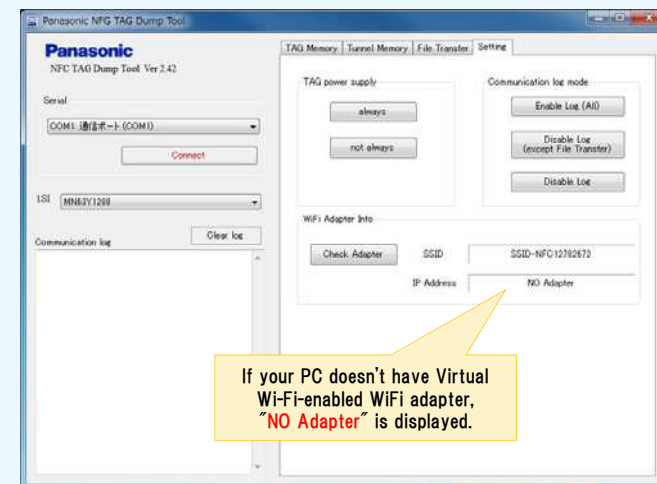 Panasonic NFG TAG Dump Tool
Panasonic
NFC TAG Dump Tool Ver 2.42
Serial
COM1 通信ポート (COM1)
Connect
LSI
MN63Y1208
Communication log
Clear log
TAG Memory
Tunnel Memory
File Transfer
Setting
TAG power supply
always
not always
Communication log mode
Enable Log (All)
Disable Log
(except File Transfer)
Disable Log
WiFi Adapter Info
Check Adapter
SSID
SSID-NFC12782672
IP Address
NO Adapter
If your PC doesn't have Virtual
Wi-Fi-enabled WiFi adapter,
"NO Adapter" is displayed.